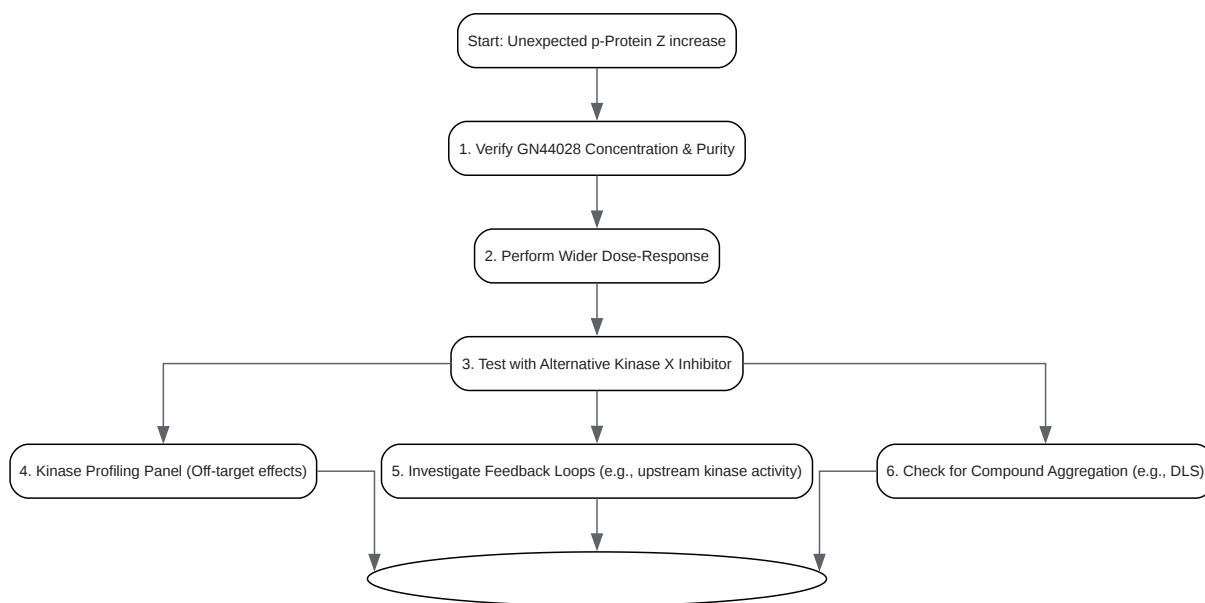 Start: Unexpected p-Protein Z increase
1. Verify GN44028 Concentration & Purity
2. Perform Wider Dose-Response
3. Test with Alternative Kinase X Inhibitor
4. Kinase Profiling Panel (Off-target effects)
5. Investigate Feedback Loops (e.g., upstream kinase activity)
6. Check for Compound Aggregation (e.g., DLS)